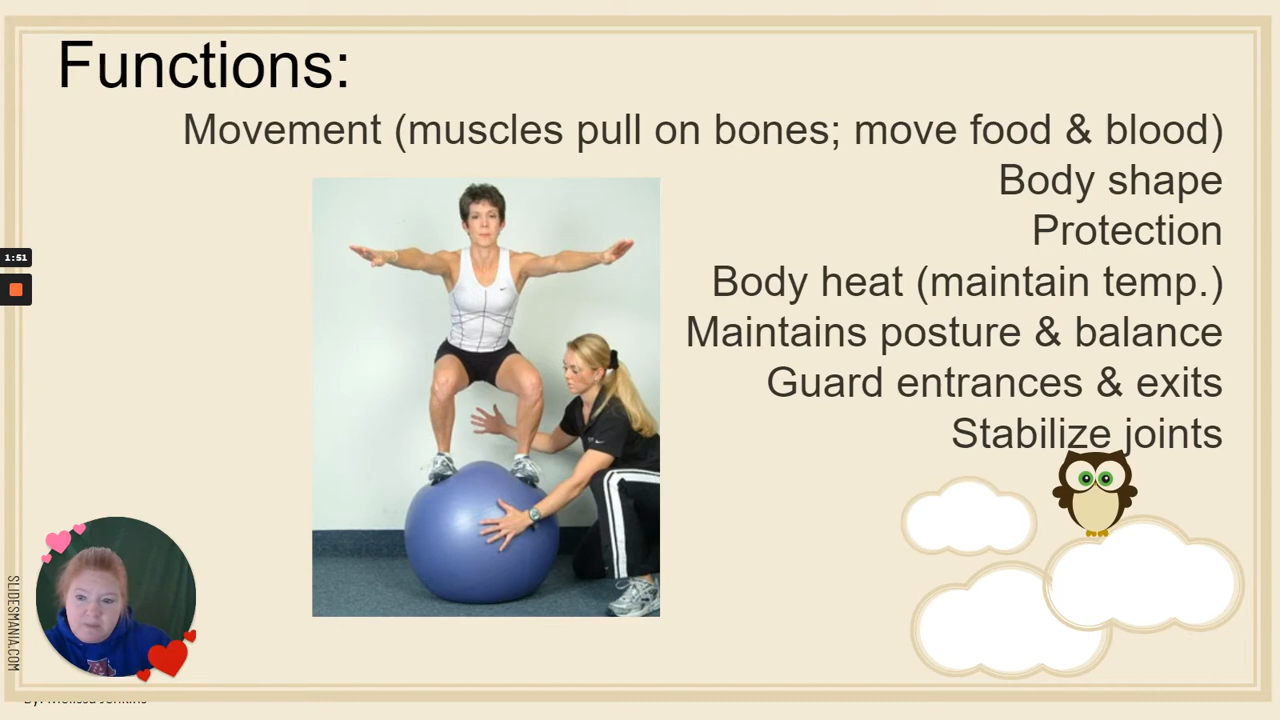 Functions:
Movement (muscles pull on bones; move food & blood)
Body shape
Protection
Body heat (maintain temp.)
Maintains posture & balance
Guard entrances & exits
Stabilize joints
1:51
SLIDESMANIA.COM